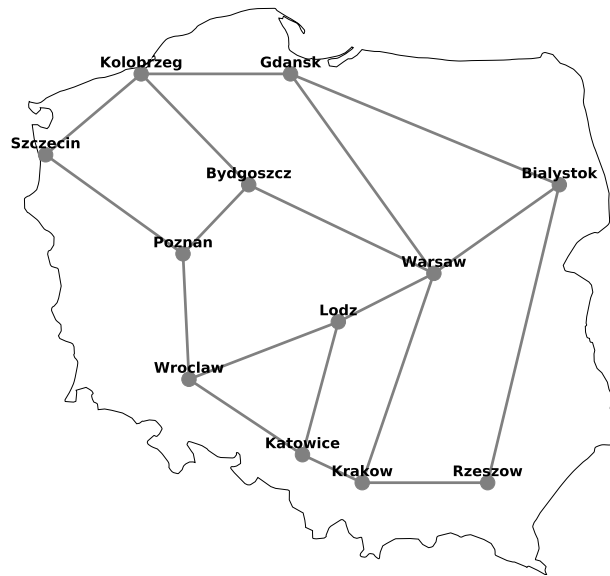 Kolobrzeg
Gdansk
Szczecin
Bydgoszcz
Bialystok
Poznan
Warsaw
Lodz
Wroclaw
Katowice
Krakow
Rzeszow